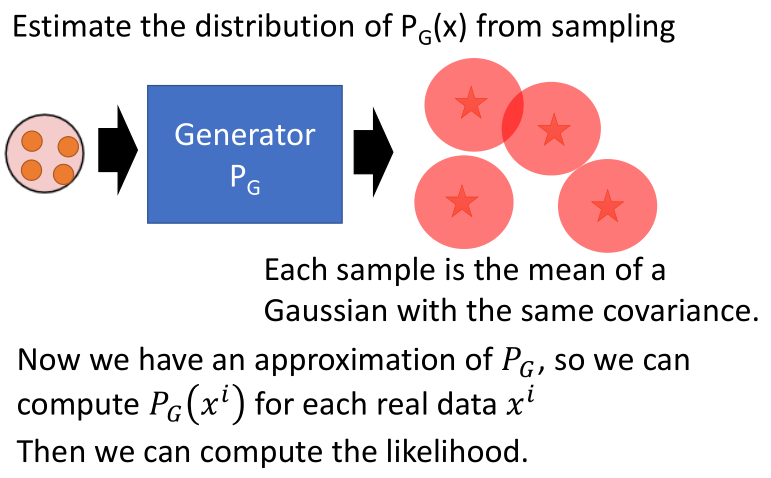 Estimate the distribution of P_G(x) from sampling
Generator
P_G
Each sample is the mean of a
Gaussian with the same covariance.
Now we have an approximation of P_G, so we can
compute P_G(x^i) for each real data x^i
Then we can compute the likelihood.